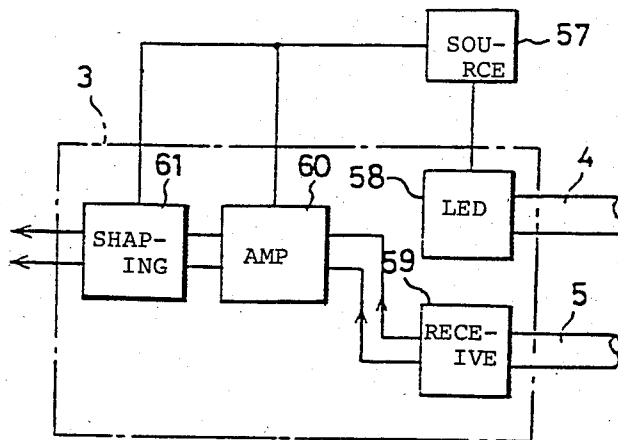 SOU-
RCE
57
3
61
60
58
4
LED
SHAP-
ING
AMP
59
5
RECE-
IVE